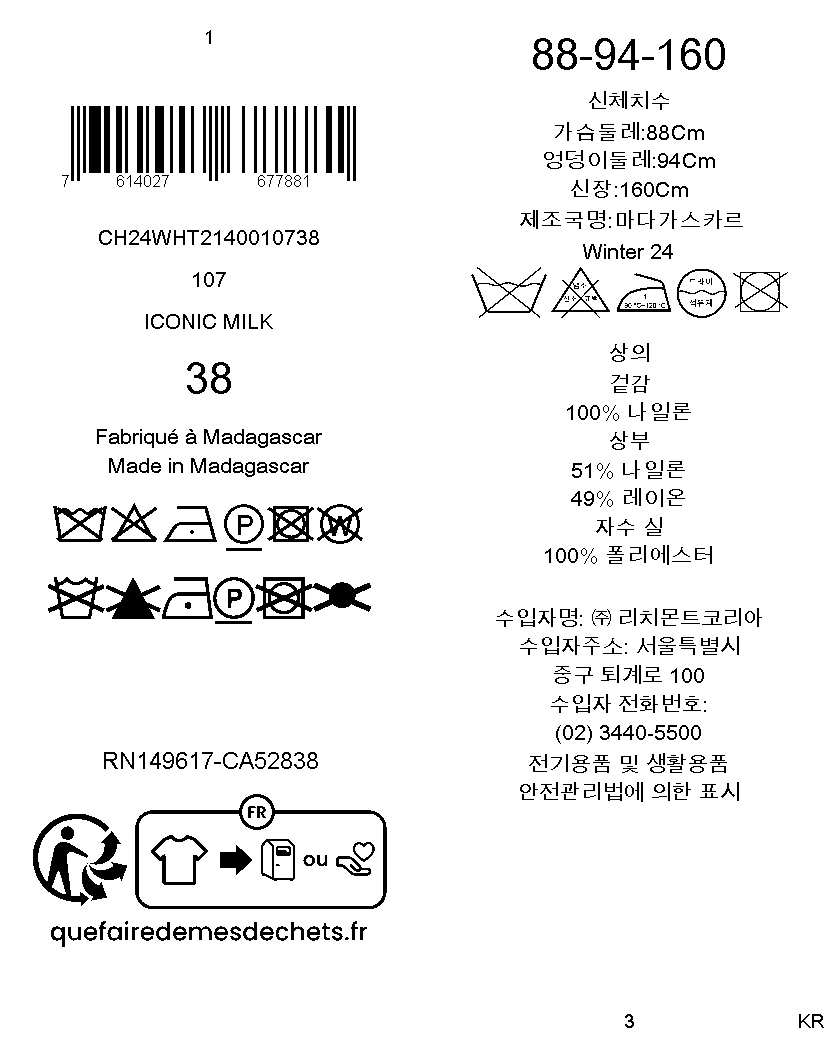 1
7 614027 677881
CH24WHT2140010738
107
ICONIC MILK
38
Fabriqué à Madagascar
Made in Madagascar
P W
P
RN149617-CA52838
FR
ou
quefairedemesdechets.fr
88-94-160
신체치수
가슴둘레:88Cm
엉덩이둘레:94Cm
신장:160Cm
제조국명:마다가스카르
Winter 24
드라이
석유제
상의
겉감
100% 나일론
상부
51% 나일론
49% 레이온
자수 실
100% 폴리에스터
수입자명: ㈜ 리치몬트코리아
수입자주소: 서울특별시
중구 퇴계로 100
수입자 전화번호:
(02) 3440-5500
전기용품 및 생활용품
안전관리법에 의한 표시
3
KR